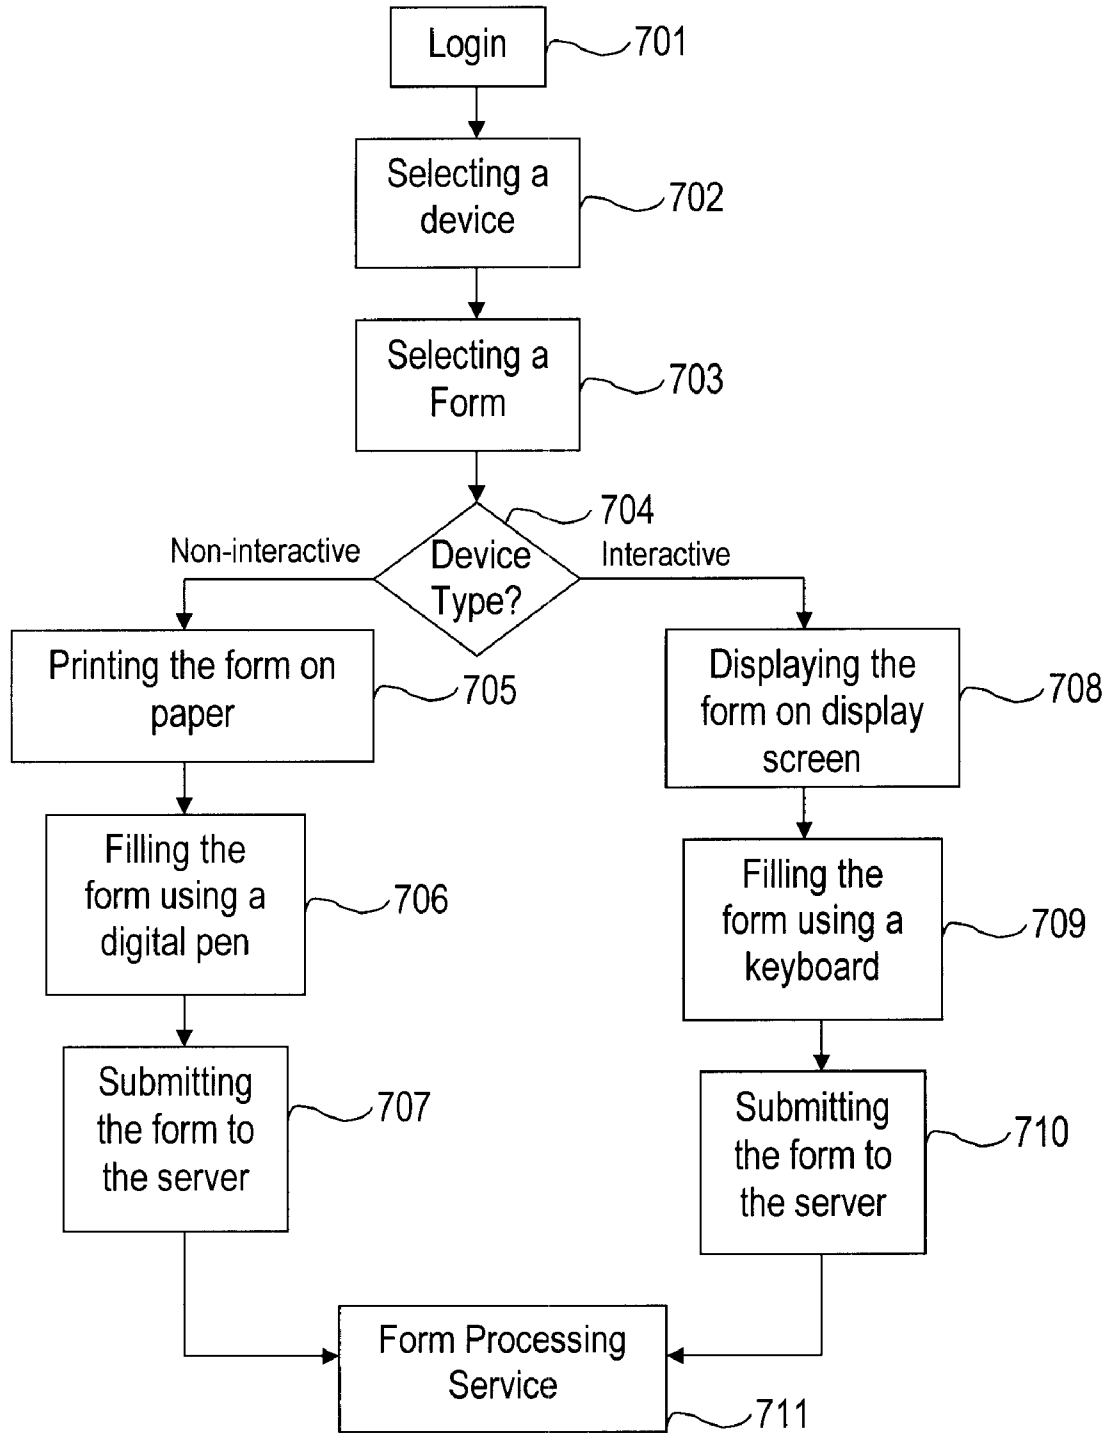 Login
701
Selecting a
device
702
Selecting a
Form
703
704
Non-interactive
Device
Type?
Interactive
Printing the form on
paper
705
Displaying the
form on display
screen
708
Filling the
form using a
digital pen
706
Filling the
form using a
keyboard
709
Submitting
the form to
the server
707
Submitting
the form to
the server
710
Form Processing
Service
711